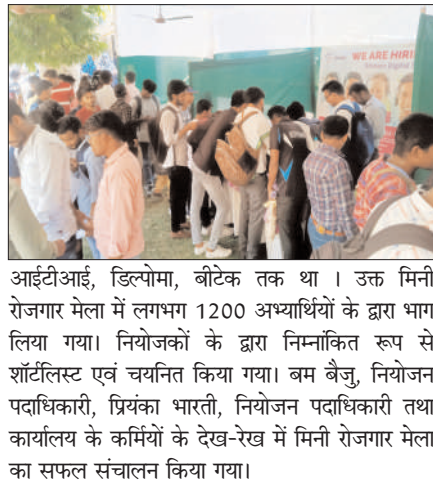 WE ARE HIRI
आईटीआई, डिल्पोमा, बीटेक तक था । उक्त मिनी
रोजगार मेला में लगभग 1200 अभ्यार्थियों के द्वारा भाग
लिया गया। नियोजकों के द्वारा निम्नांकित रूप से
शॉर्टलिस्ट एवं चयनित किया गया। बम बैजु, नियोजन
पदाधिकारी, प्रियंका भारती, नियोजन पदाधिकारी तथा
कार्यालय के कर्मियों के देख-रेख में मिनी रोजगार मेला
का सफल संचालन किया गया।